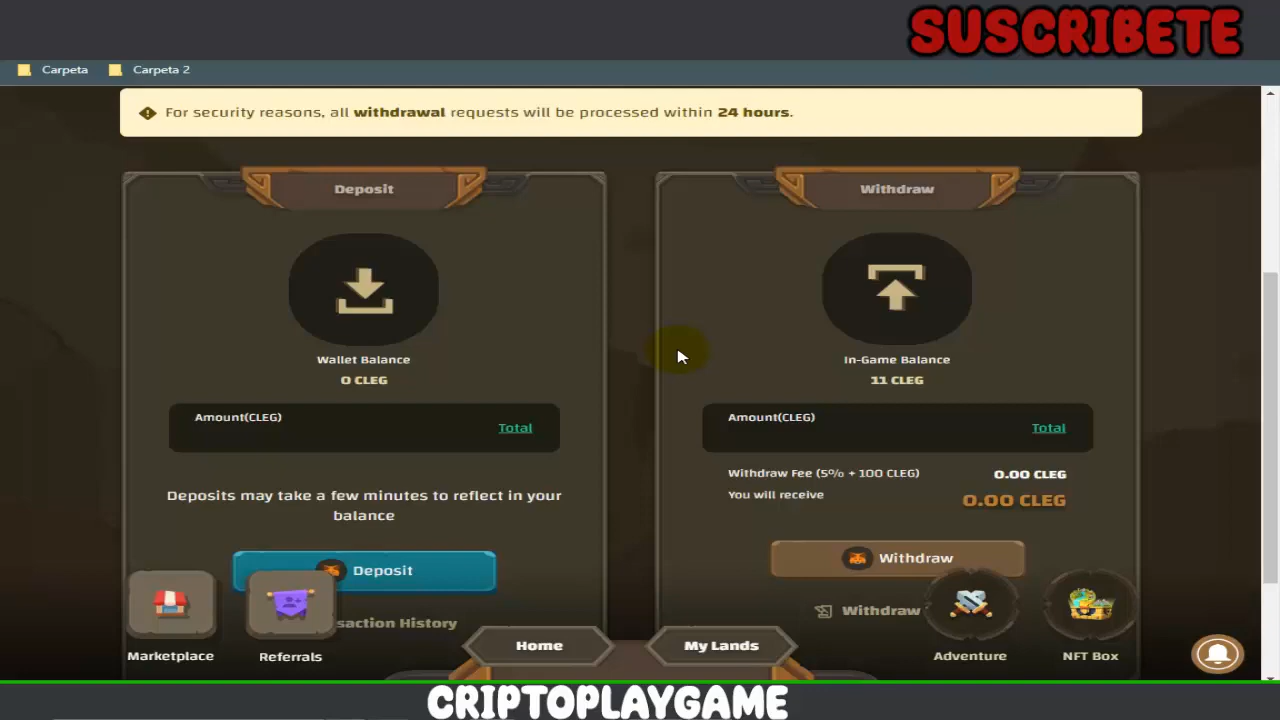 SUSCRIBETE
Carpeta
Carpeta 2
For security reasons, all withdrawal requests will be processed within 24 hours.
Deposit
Wallet Balance
0 CLEG
Amount(CLEG)
Total
Deposits may take a few minutes to reflect in your
balance
Deposit
saction History
Withdraw
In-Game Balance
11 CLEG
Amount(CLEG)
Total
Withdraw Fee (5% + 100 CLEG)
0.00 CLEG
You will receive
0.00 CLEG
Withdraw
Withdraw
Marketplace
Referrals
Home
My Lands
Adventure
NFT Box
CRIPTOPLAYGAME